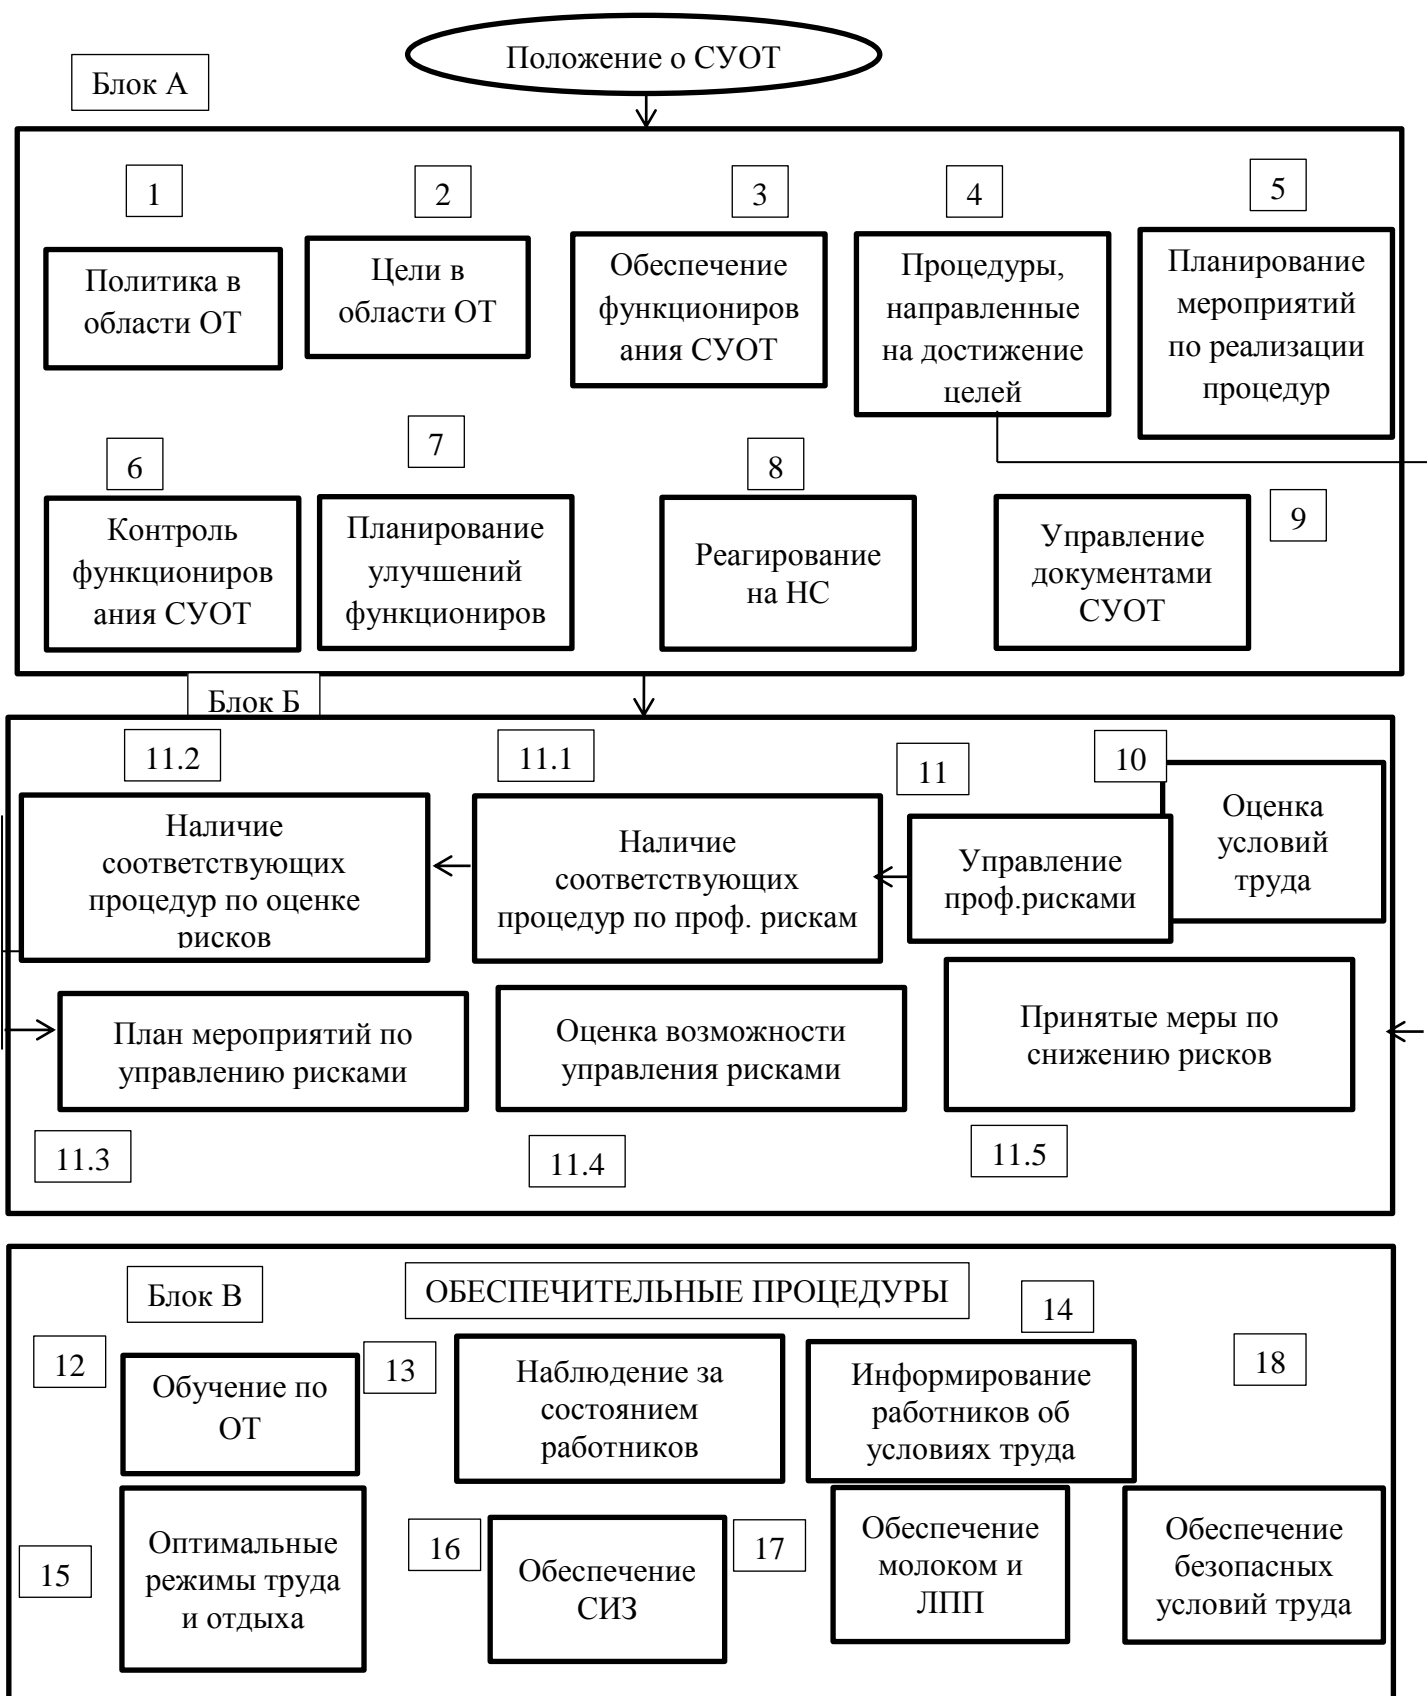 Положение о СУОТ
Блок А
1
2
3
4
5
Политика в
области ОТ
Цели в
области ОТ
Обеспечение
функциониров
ания СУОТ
Процедуры,
направленные
на достижение
целей
Планирование
мероприятий
по реализации
процедур
6
7
8
9
Контроль
функциониров
ания СУОТ
Планирование
улучшений
функциониров
Реагирование
на НС
Управление
документами
СУОТ
Блок Б
11.2
11.1
11
10
Наличие
соответствующих
процедур по оценке
рисков
Наличие
соответствующих
процедур по проф. рискам
Управление
проф.рисками
Оценка
условий
труда
План мероприятий по
управлению рисками
Оценка возможности
управления рисками
Принятые меры по
снижению рисков
11.3
11.4
11.5
Блок В
ОБЕСПЕЧИТЕЛЬНЫЕ ПРОЦЕДУРЫ
12
Обучение по
ОТ
13
Наблюдение за
состоянием
работников
14
Информирование
работников об
условиях труда
18
15
Оптимальные
режимы труда
и отдыха
16
Обеспечение
СИЗ
17
Обеспечение
молоком и
ЛПП
Обеспечение
безопасных
условий труда